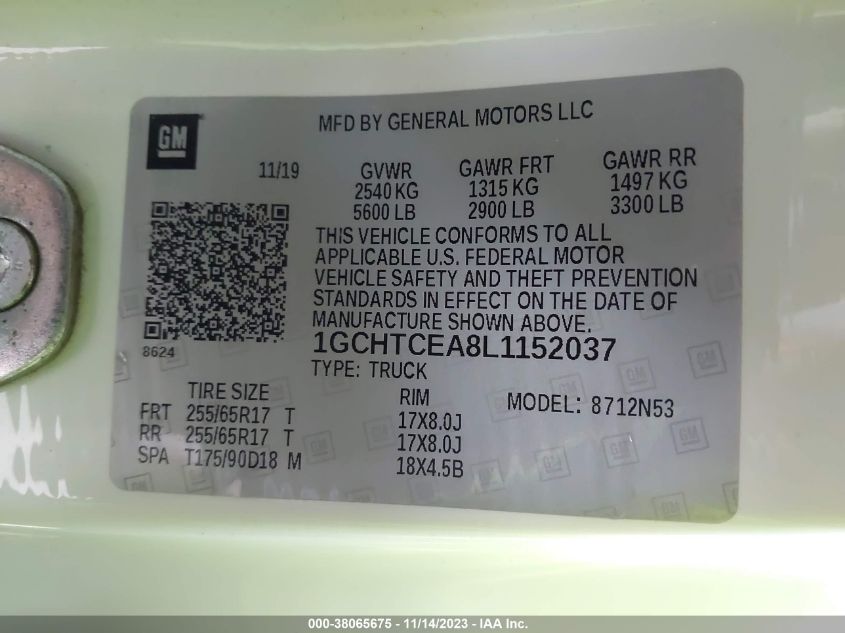 GM
MFD BY GENERAL MOTORS LLC
11/19
GVWR GAWR FRT GAWR RR
2540 KG 1315 KG 1497 KG
5600 LB 2900 LB 3300 LB
THIS VEHICLE CONFORMS TO ALL
APPLICABLE U.S. FEDERAL MOTOR
VEHICLE SAFETY AND THEFT PREVENTION
STANDARDS IN EFFECT ON THE DATE OF
MANUFACTURE SHOWN ABOVE.
8624
1GCHTCEA8L1152037
TYPE: TRUCK
TIRE SIZE RIM MODEL: 8712N53
FRT 255/65R17 T 17X8.0J
RR 255/65R17 T 17X8.0J
SPA T175/90D18 M 18X4.5B
000-38065675 - 11/14/2023 - IAA Inc.